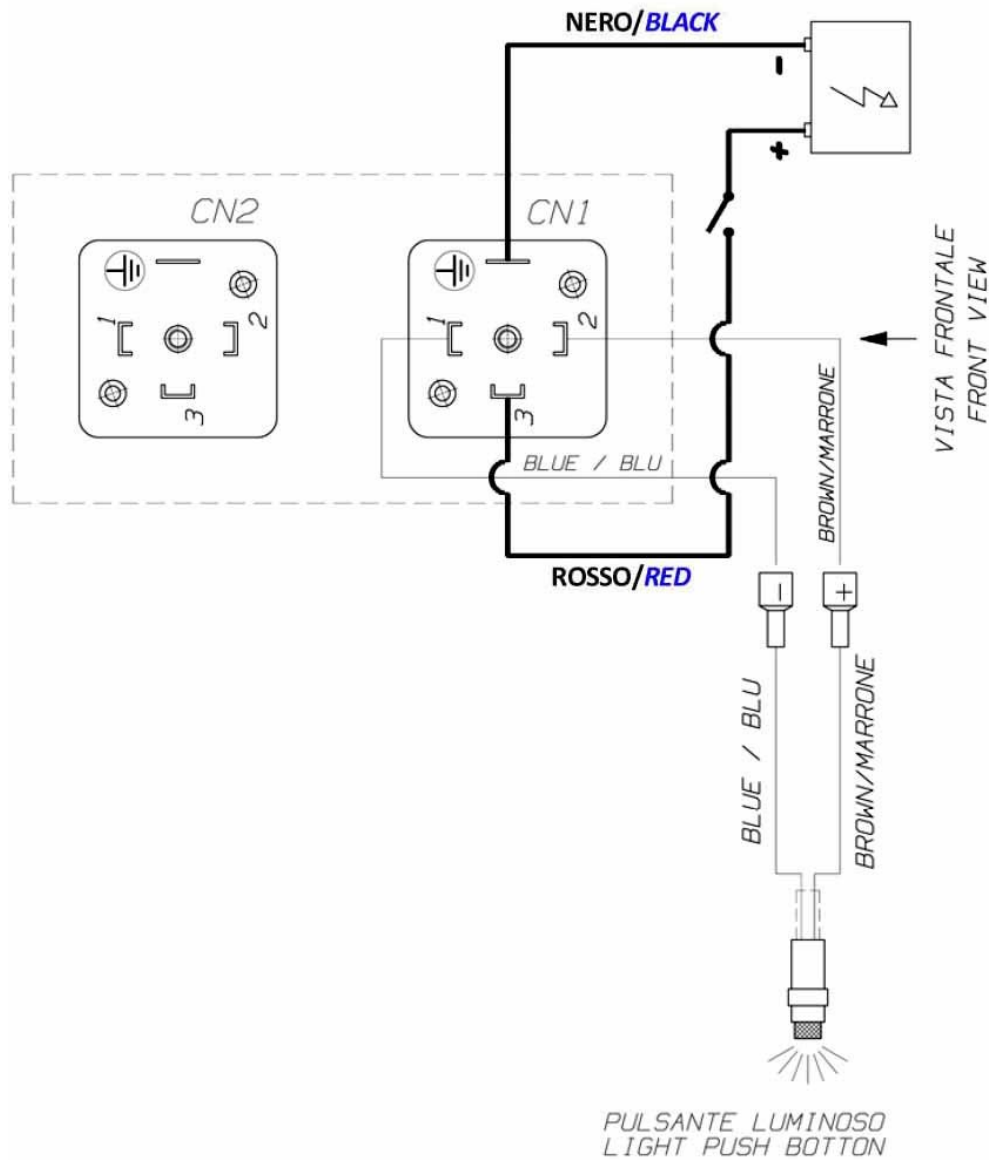 NERO/BLACK
-
+
CN2
CN1
1
2
3
1
2
3
VISTA FRONTALE
FRONT VIEW
BLUE / BLU
BROWN/MARRONE
ROSSO/RED
-
+
BLUE / BLU
BROWN/MARRONE
PULSANTE LUMINOSO
LIGHT PUSH BOTTON